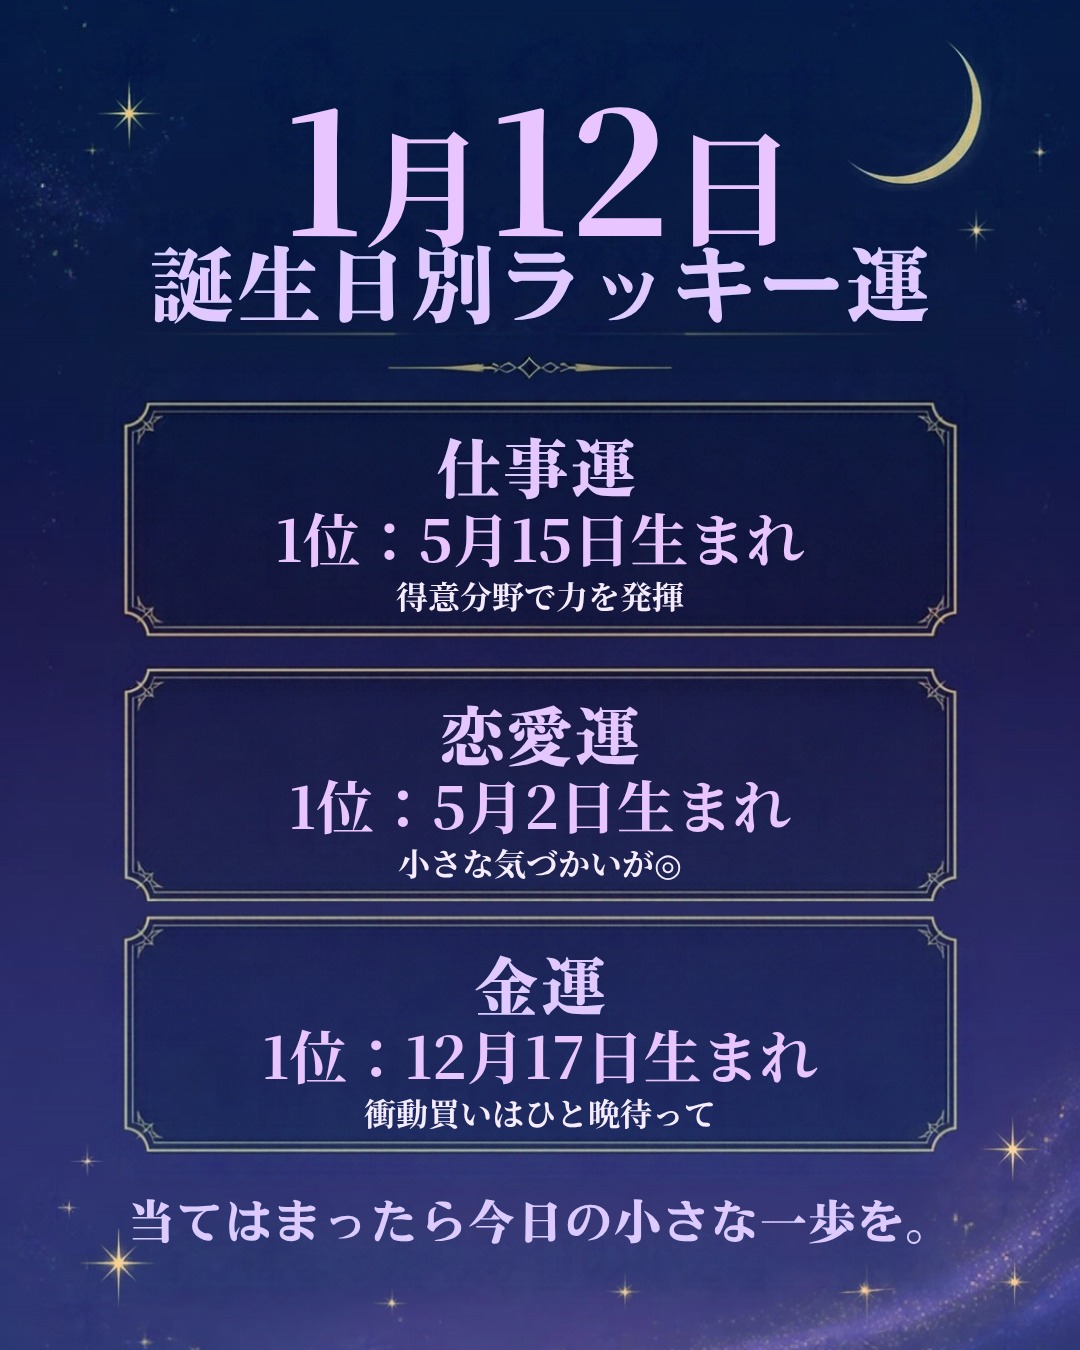 1月12日
誕生日別ラッキー運
仕事運
1位：5月15日生まれ
得意分野で力を発揮
恋愛運
1位：5月2日生まれ
小さな気づかいが◎
金運
1位：12月17日生まれ
衝動買いはひと晩待って
当てはまったら今日の小さな一歩を。